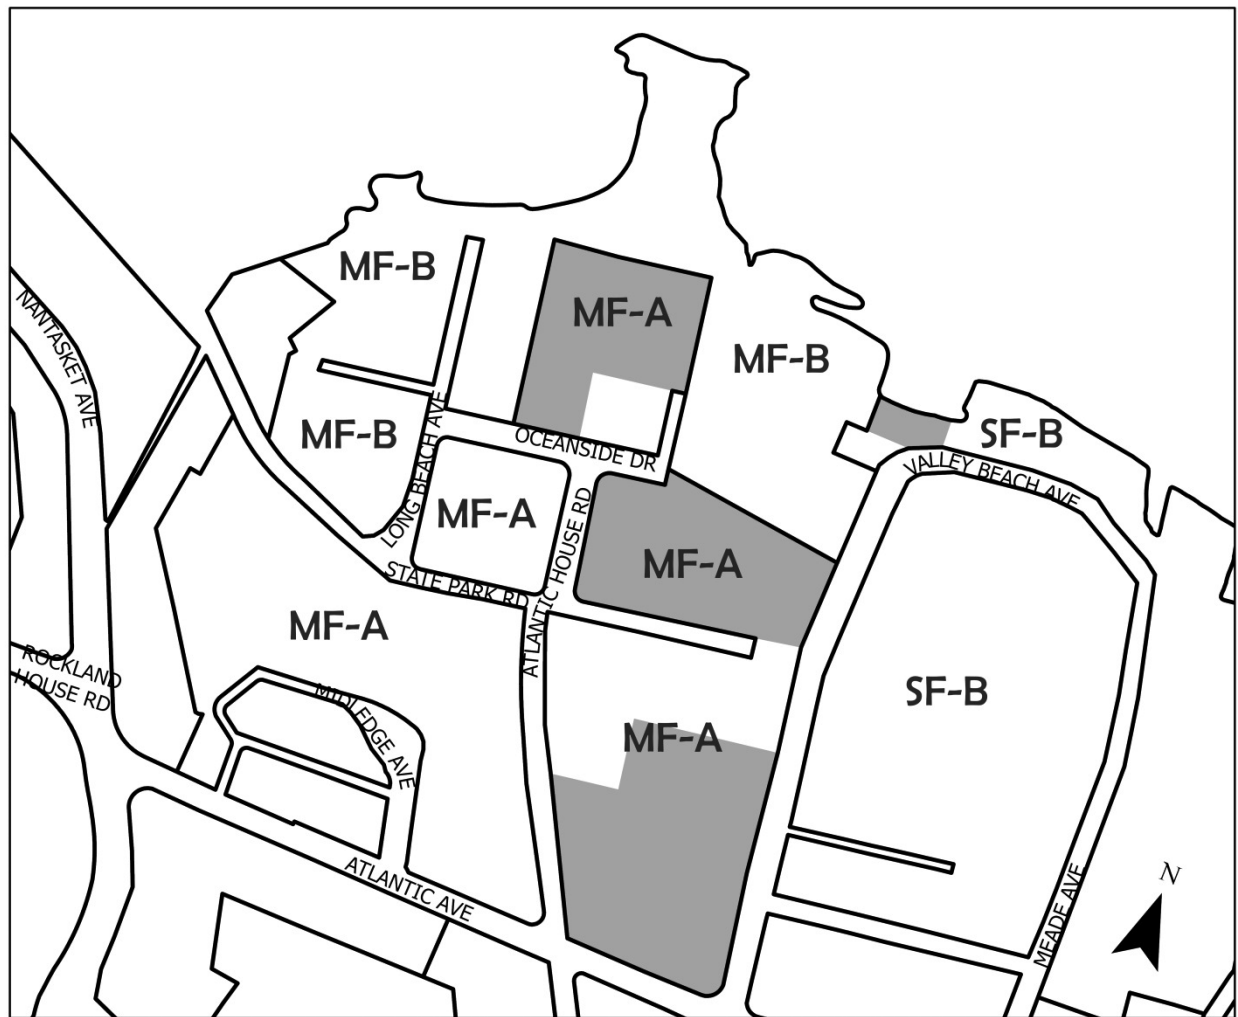 MF-B
MF-A
MF-B
NANTASKET AVE
MF-B
OCEANSIDE DR
SF-B
VALLEY BEACH AVE
LONG BEACH AVE
MF-A
ATLANTIC HOUSE RD
MF-A
STATE PARK RD
MF-A
ROCKLAND
HOUSE RD
MIDLEDGE AVE
SF-B
MF-A
ATLANTIC AVE
N
MEADE AVE